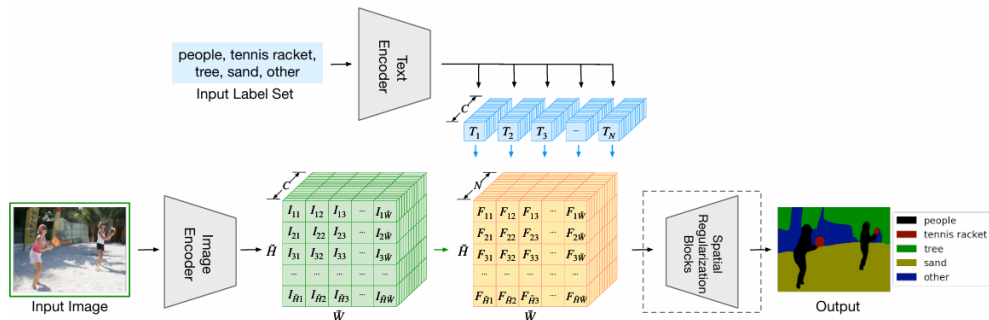 people, tennis racket,
tree, sand, other
Input Label Set
Text
Encoder
C
T₁ T₂ T₃ ... T_N
C
N
I₁₁ I₁₂ I₁₃ ... I₁W̃
I₂₁ I₂₂ I₂₃ ... I₂W̃
I₃₁ I₃₂ I₃₃ ... I₃W̃
... ... ... ... ...
I_H̃1 I_H̃2 I_H̃3 ... I_H̃W̃
H̃
W̃
F₁₁ F₁₂ F₁₃ ... F₁W̃
F₂₁ F₂₂ F₂₃ ... F₂W̃
F₃₁ F₃₂ F₃₃ ... F₃W̃
... ... ... ... ...
F_H̃1 F_H̃2 F_H̃3 ... F_H̃W̃
H̃
W̃
Image
Encoder
Input Image
Spatial
Regularization
Blocks
people
tennis racket
tree
sand
other
Output